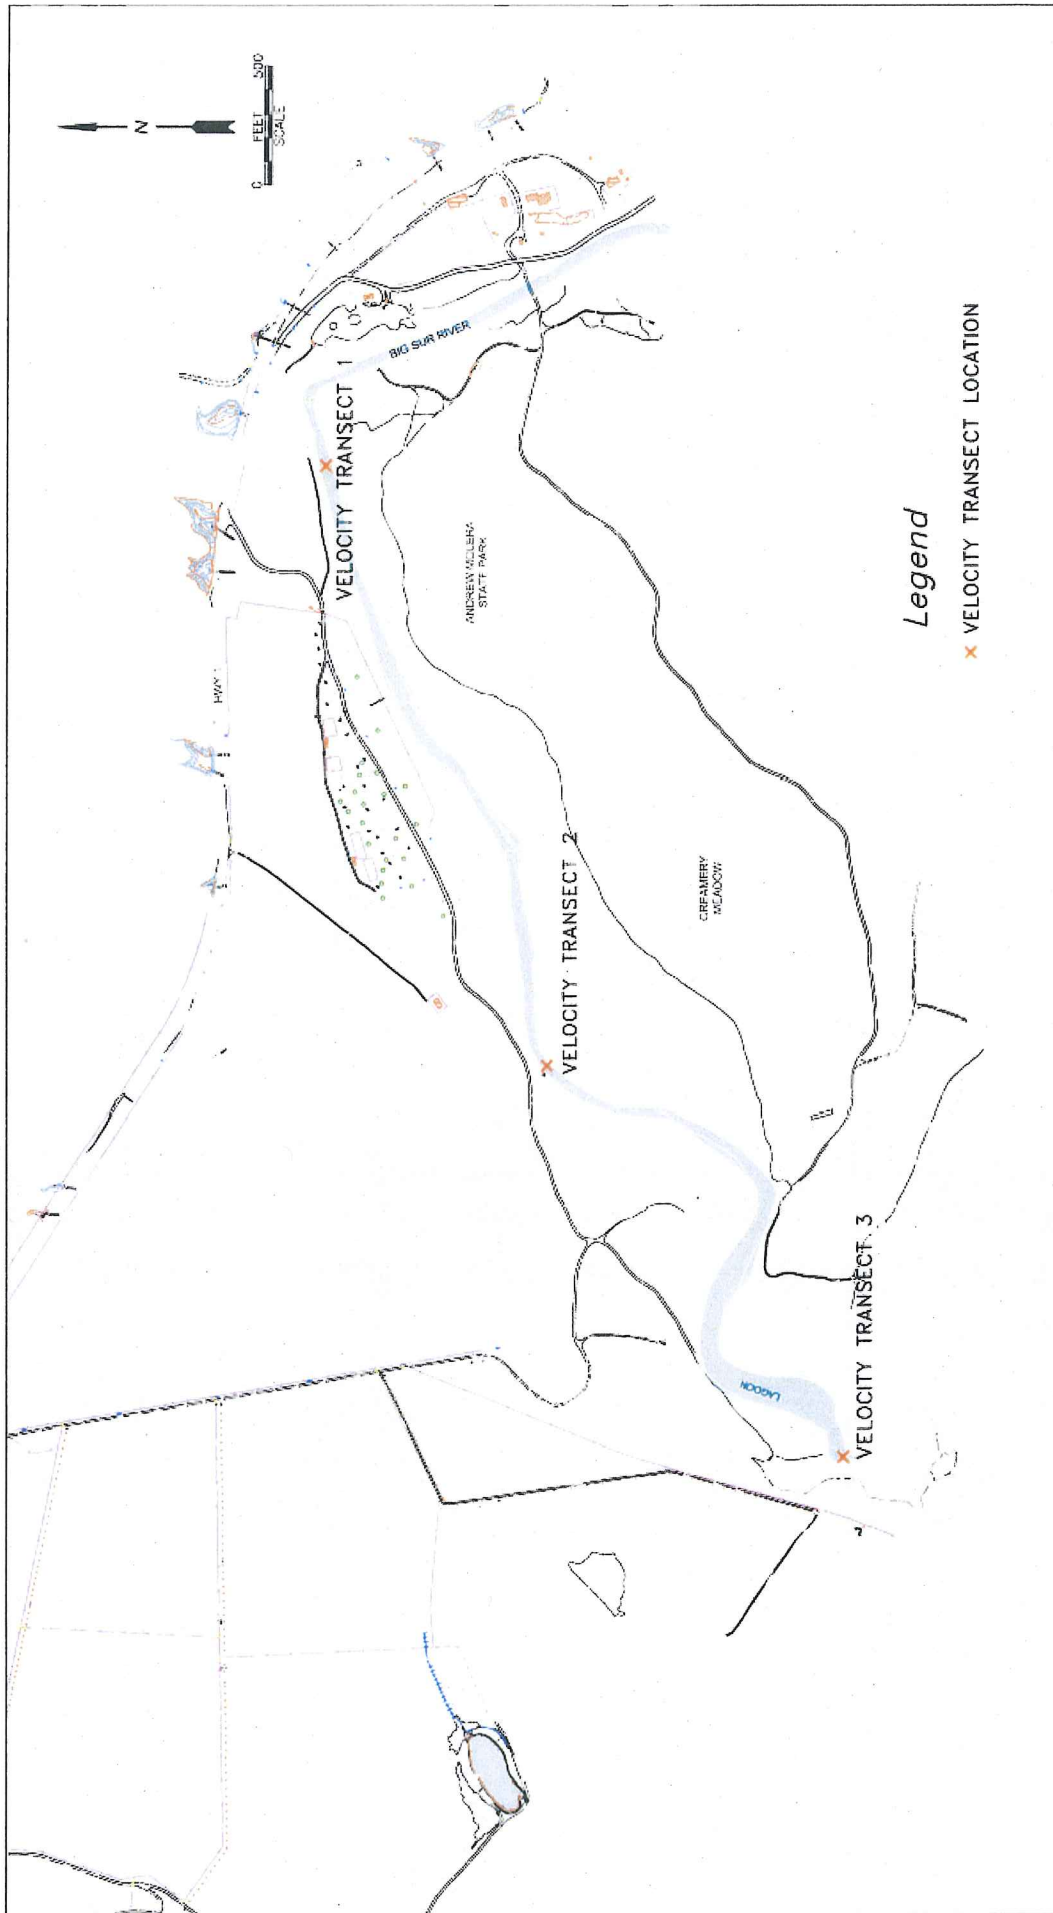 N
0 FEET 500
SCALE
HWY 1
BIG SUR RIVER
VELOCITY TRANSECT 1
ANDREW MOLERA
STATE PARK
VELOCITY TRANSECT 2
CREAMERY
MEADOW
LAGOON
VELOCITY TRANSECT 3
Legend
VELOCITY TRANSECT LOCATION